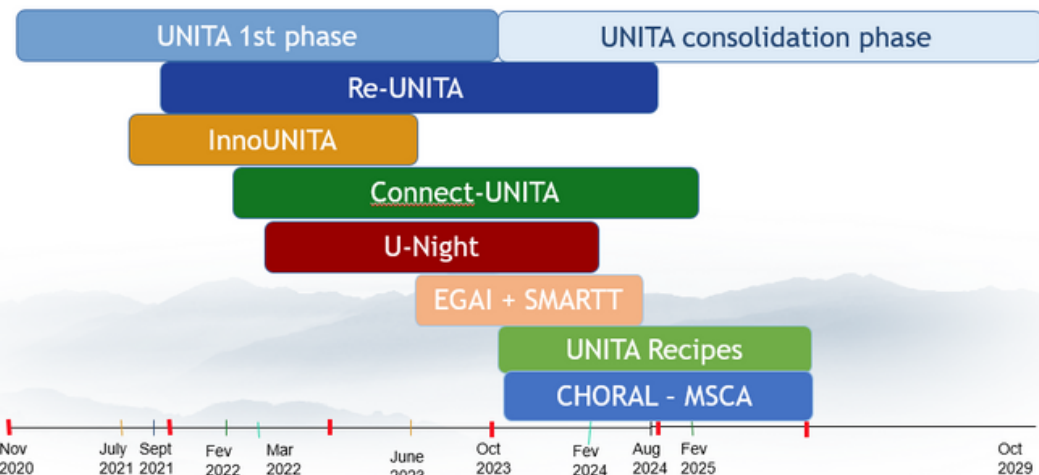 UNITA 1st phase
UNITA consolidation phase
Re-UNITA
InnoUNITA
Connect-UNITA
U-Night
EGAI + SMARTT
UNITA Recipes
CHORAL - MSCA
Nov
2020
July
2021
Sept
2021
Fev
2022
Mar
2022
June
2023
Oct
2023
Fev
2024
Aug
2024
Fev
2025
Oct
2029